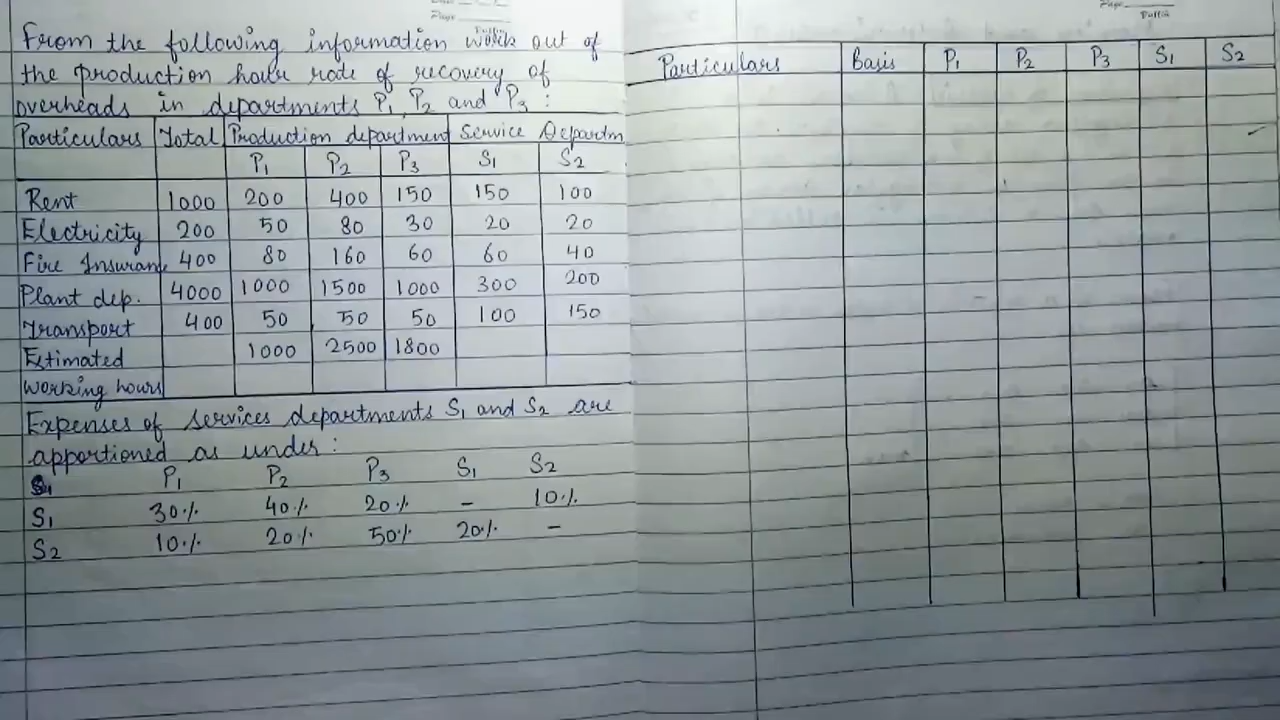 From the following information work out of
the production hour rate of recovery of
overheads in departments P1, P2 and P3 :
Particulars Total Production department Service Departm
P1 P2 P3 S1 S2
Rent 1000 200 400 150 150 100
Electricity 200 50 80 30 20 20
Fire Insuran 400 80 160 60 60 40
Plant dep. 4000 1000 1500 1000 300 200
Transport 400 50 50 50 100 150
Estimated 1000 2500 1800
working hours
Expenses of services departments S1 and S2 are
apportioned as under :
P1 P2 P3 S1 S2
S1 30% 40% 20% - 10%
S2 10% 20% 50% 20% -
Page
Duffin
Particulars Basis P1 P2 P3 S1 S2